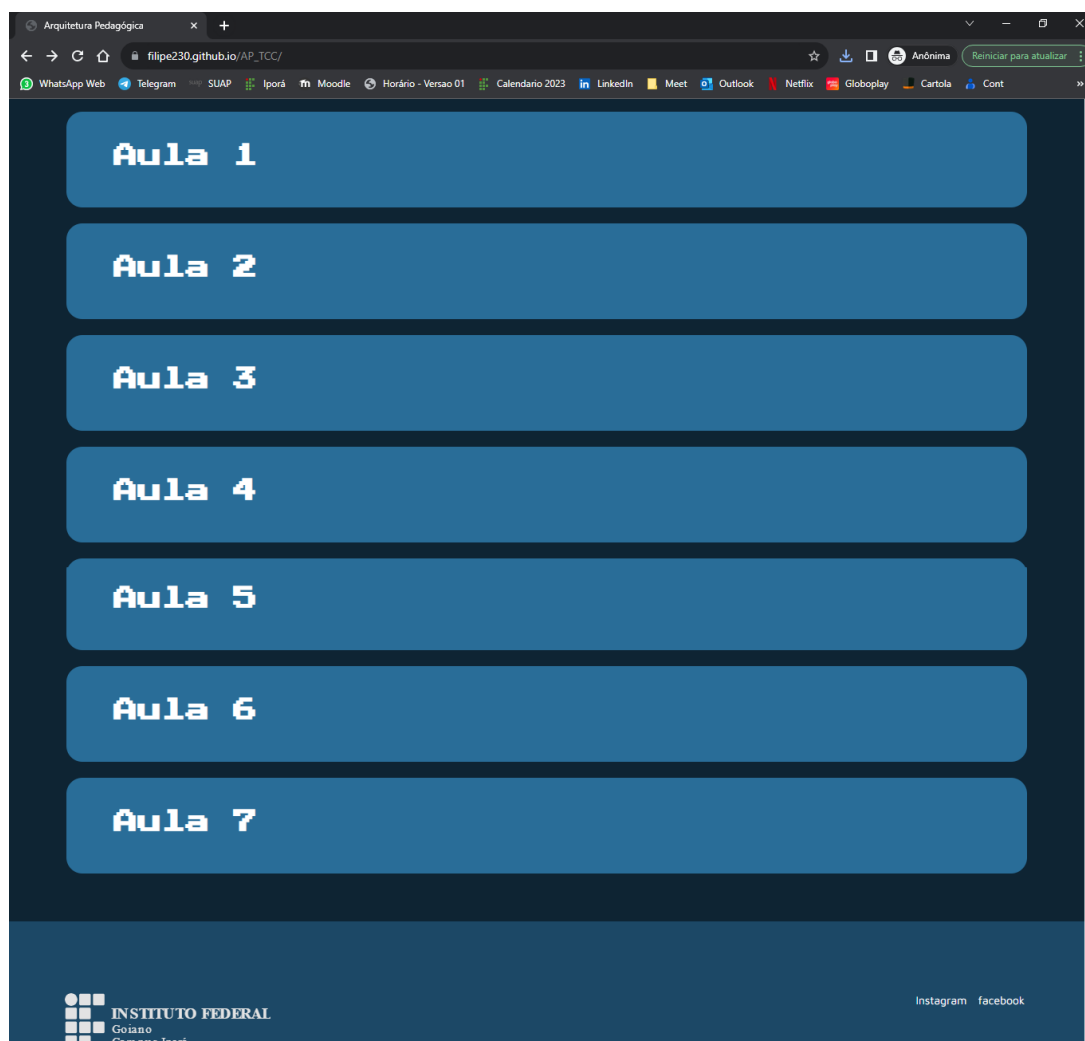 Arquitetura Pedagógica
filipe230.github.io/AP_TCC/
Anônima
Reiniciar para atualizar
WhatsApp Web Telegram SUAP Iporá Moodle Horário - Versao 01 Calendario 2023 LinkedIn Meet Outlook Netflix Globoplay Cartola Cont »
Aula 1
Aula 2
Aula 3
Aula 4
Aula 5
Aula 6
Aula 7
Instagram facebook
INSTITUTO FEDERAL
Goiano